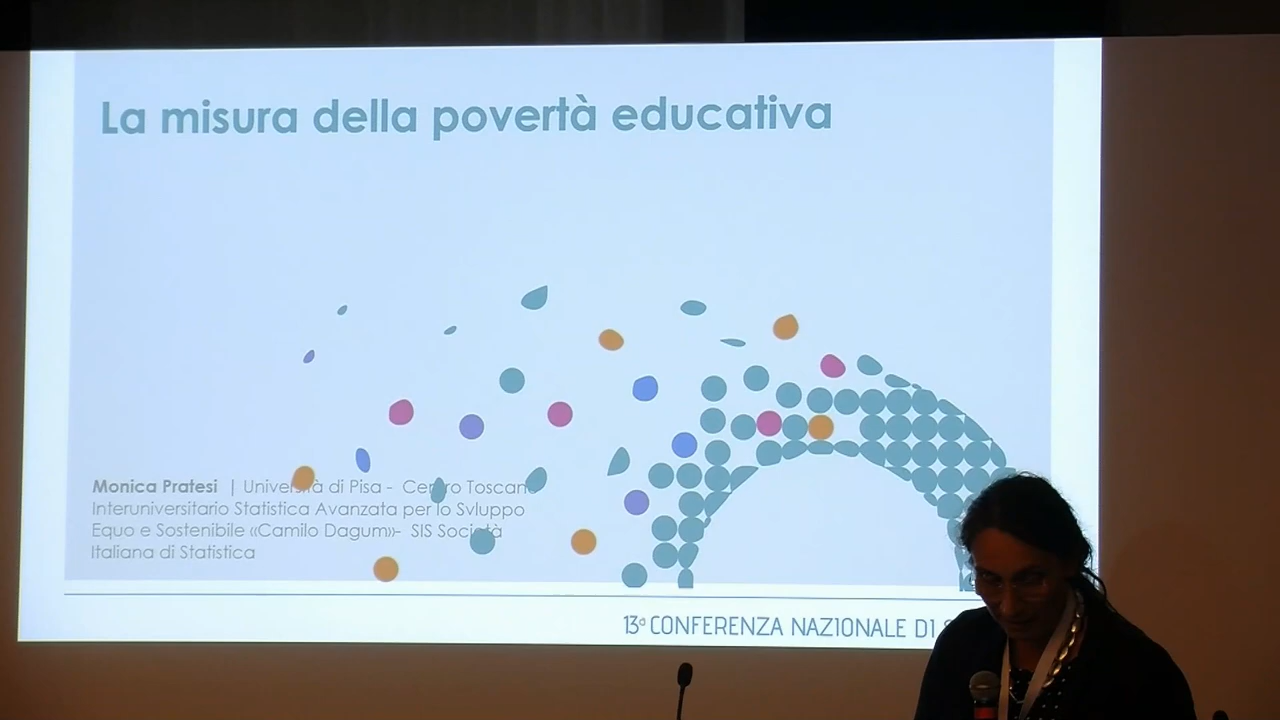 La misura della povertà educativa
Monica Pratesi | Università di Pisa - Centro Toscano
Interuniversitario Statistica Avanzata per lo Sviluppo
Equo e Sostenibile «Camilo Dagum»- SIS Società
Italiana di Statistica
13ª CONFERENZA NAZIONALE DI